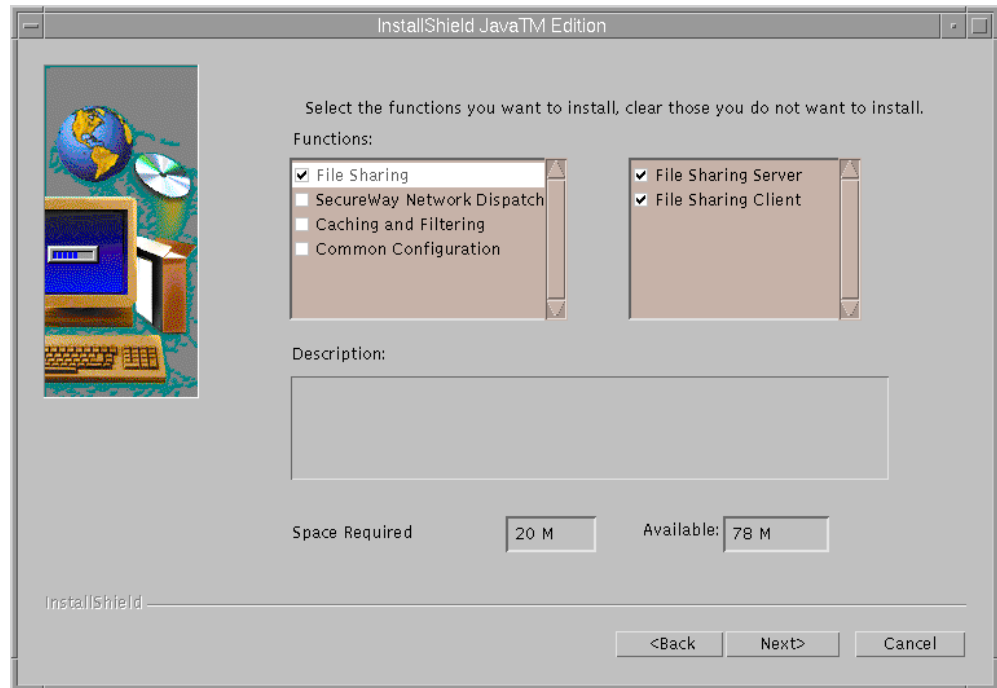 InstallShield JavaTM Edition
Select the functions you want to install, clear those you do not want to install.
Functions:
File Sharing
SecureWay Network Dispatch
Caching and Filtering
Common Configuration
File Sharing Server
File Sharing Client
Description:
Space Required 20 M Available: 78 M
InstallShield
<Back Next> Cancel